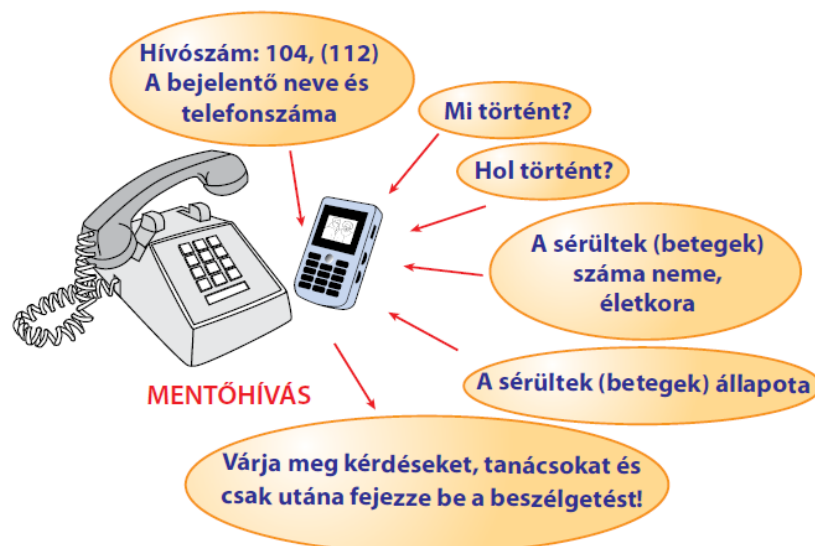 Hívószám: 104, (112)
A bejelentő neve és
telefonszáma
Mi történt?
Hol történt?
A sérültek (betegek)
száma neme,
életkora
A sérültek (betegek) állapota
MENTŐHÍVÁS
Várja meg kérdéseket, tanácsokat és
csak utána fejezze be a beszélgetést!